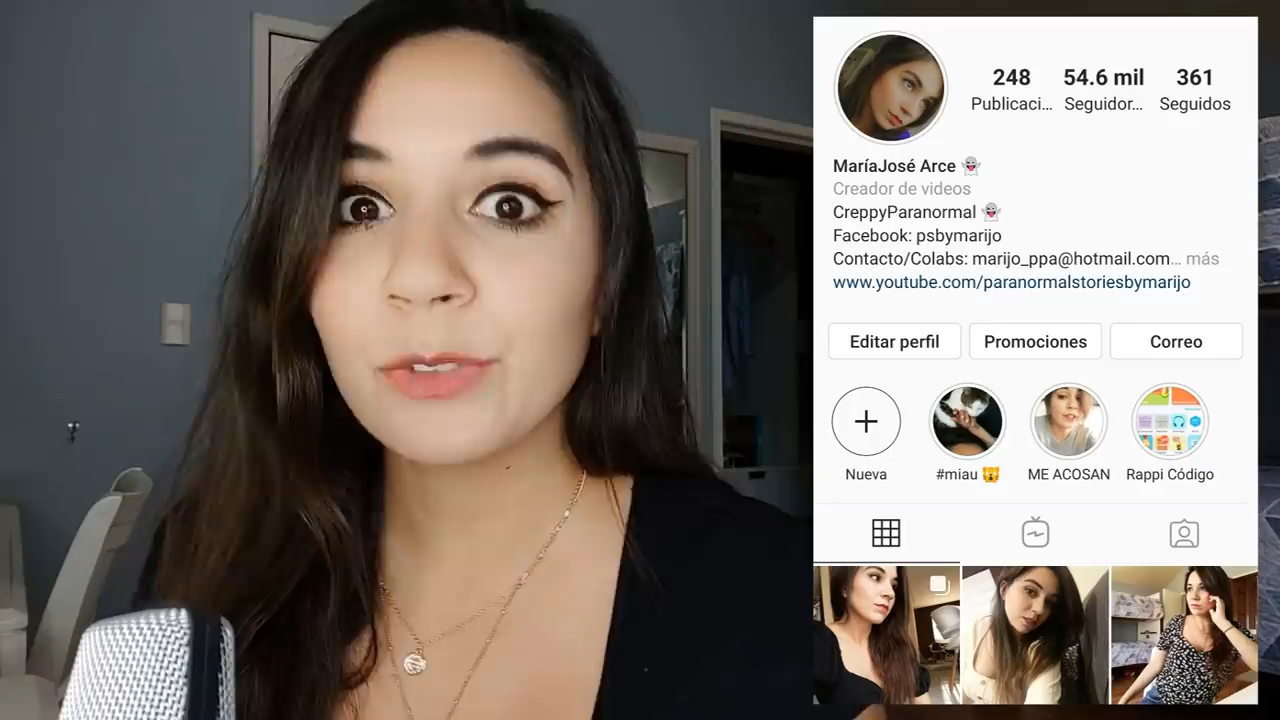 248 54.6 mil 361
Publicaci... Seguidor... Seguidos
MaríaJosé Arce 👻
Creador de videos
CreppyParanormal 👻
Facebook: psbymarijo
Contacto/Colabs: marijo_ppa@hotmail.com... más
www.youtube.com/paranormalstoriesbymarijo
Editar perfil Promociones Correo
Nueva #miau 🐱 ME ACOSAN Rappi Código